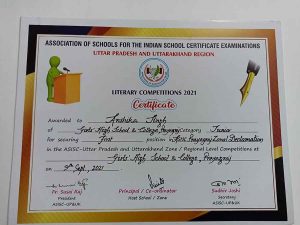 ASSOCIATION OF SCHOOLS FOR THE INDIAN SCHOOL CERTIFICATE EXAMINATIONS
UTTAR PRADESH AND UTTARAKHAND REGION
LITERARY COMPETITIONS 2021
Certificate
Awarded to Anshika Singh
of Girls' High School & College, Prayagraj Category Junior
for securing First in ASISC Prayagraj Zonal Declamation
in the ASISC-Uttar Pradesh and Uttarakhand Zone / Regional Level Competitions at
Girls' High School & College, Prayagraj
on 9th Sept, 2021
Principal / Co-ordinator
Host School / Zone
Sudhir Joshi
Secretary
ASISC-UP&UK
President
ASISC-UP&UK